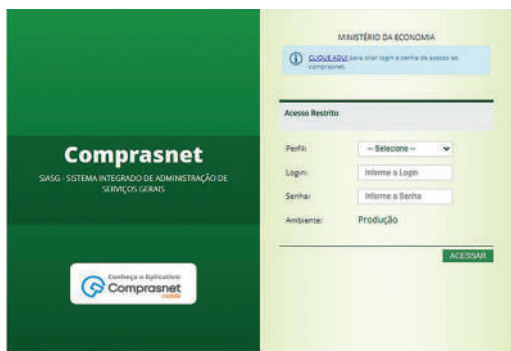 MINISTÉRIO DA ECONOMIA
CLIQUE AQUI para criar login e senha de acesso ao
comprasnet.
Acesso Restrito
Perfil:
-- Selecione --
Login:
Informe o Login
Senha:
Informe a Senha
Ambiente:
Produção
ACESSAR
Comprasnet
SIASG - SISTEMA INTEGRADO DE ADMINISTRAÇÃO DE
SERVIÇOS GERAIS
Conheça o Aplicativo
Comprasnet
mobile